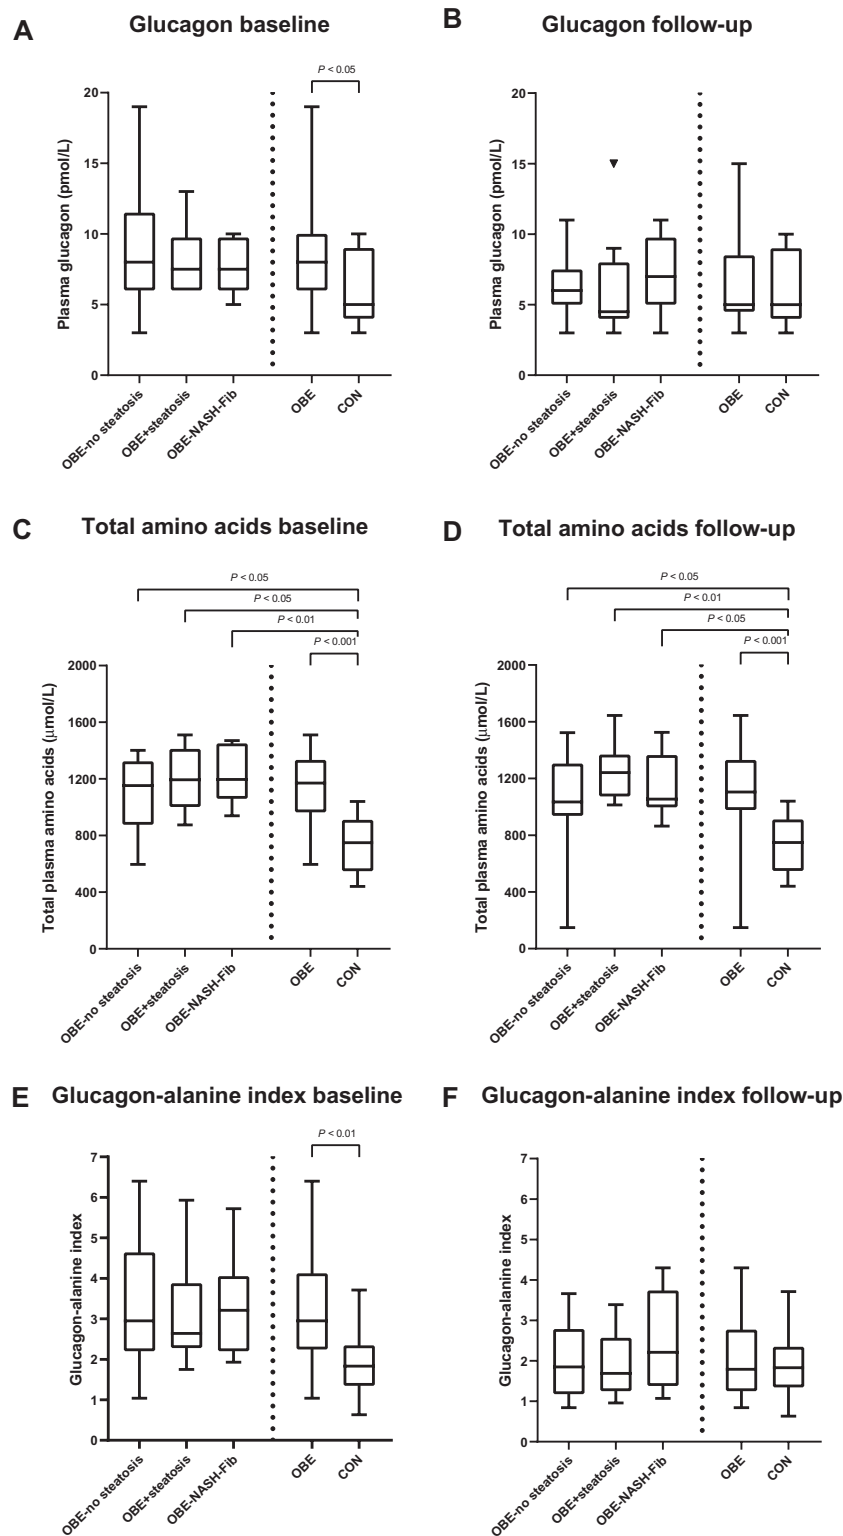 A Glucagon baseline
P < 0.05
Plasma glucagon (pmol/L)
20
15
10
5
0
OBE-no steatosis
OBE+steatosis
OBE-NASH-Fib
OBE
CON
B Glucagon follow-up
Plasma glucagon (pmol/L)
20
15
10
5
0
OBE-no steatosis
OBE+steatosis
OBE-NASH-Fib
OBE
CON
C Total amino acids baseline
P < 0.05
P < 0.05
P < 0.01
P < 0.001
Total plasma amino acids (μmol/L)
2000
1600
1200
800
400
0
OBE-no steatosis
OBE+steatosis
OBE-NASH-Fib
OBE
CON
D Total amino acids follow-up
P < 0.05
P < 0.01
P < 0.05
P < 0.001
Total plasma amino acids (μmol/L)
2000
1600
1200
800
400
0
OBE-no steatosis
OBE+steatosis
OBE-NASH-Fib
OBE
CON
E Glucagon-alanine index baseline
P < 0.01
Glucagon-alanine index
7
6
5
4
3
2
1
0
OBE-no steatosis
OBE+steatosis
OBE-NASH-Fib
OBE
CON
F Glucagon-alanine index follow-up
Glucagon-alanine index
7
6
5
4
3
2
1
0
OBE-no steatosis
OBE+steatosis
OBE-NASH-Fib
OBE
CON